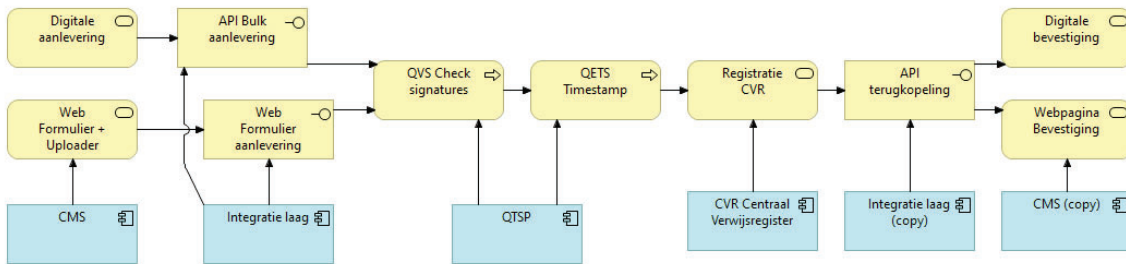 Digitale
aanlevering
API Bulk
aanlevering
QVS Check
signatures
QETS
Timestamp
Registratie
CVR
API
terugkopeling
Digitale
bevestiging
Web
Formulier +
Uploader
Web
Formulier
aanlevering
Webpagina
Bevestiging
CMS
Integratie laag
QTSP
CVR Centraal
Verwijsregister
Integratie laag
(copy)
CMS (copy)